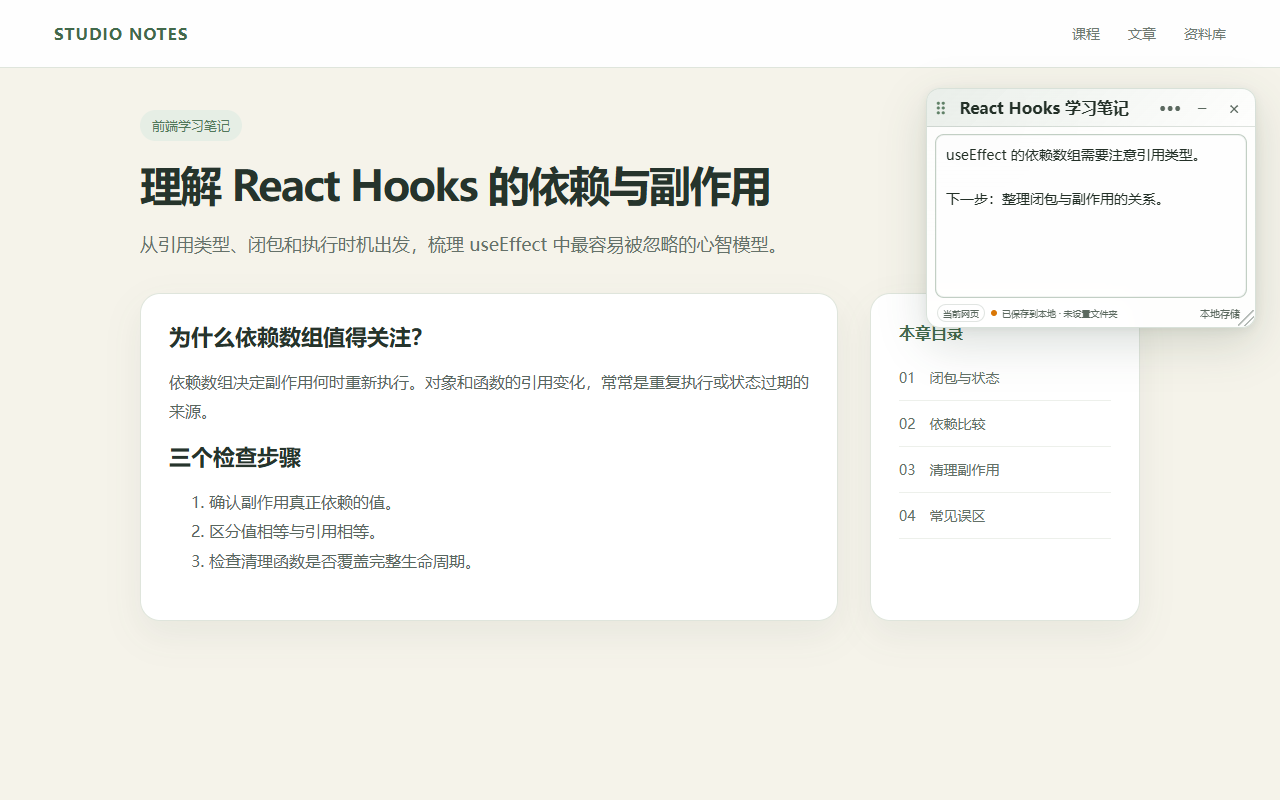 STUDIO NOTES
课程
文章
资料库
前端学习笔记
理解 React Hooks 的依赖与副作用
从引用类型、闭包和执行时机出发，梳理 useEffect 中最容易被忽略的心智模型。
React Hooks 学习笔记
useEffect 的依赖数组需要注意引用类型。
下一步：整理闭包与副作用的关系。
当前网页
已保存到本地 · 未设置文件夹
本地存储
为什么依赖数组值得关注？
依赖数组决定副作用何时重新执行。对象和函数的引用变化，常常是重复执行或状态过期的
来源。
三个检查步骤
1. 确认副作用真正依赖的值。
2. 区分值相等与引用相等。
3. 检查清理函数是否覆盖完整生命周期。
本章目录
01 闭包与状态
02 依赖比较
03 清理副作用
04 常见误区